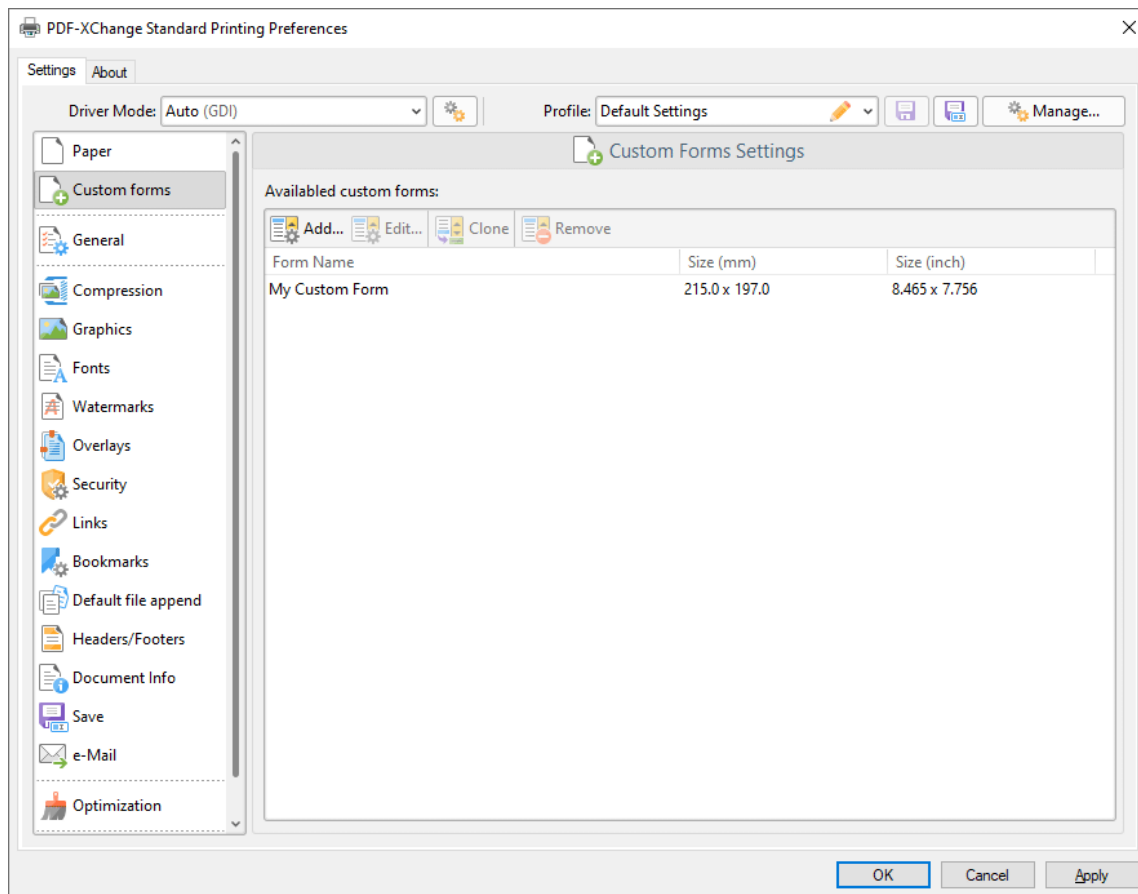 PDF-XChange Standard Printing Preferences
Settings About
Driver Mode: Auto (GDI) Profile: Default Settings Manage...
Paper
Custom forms
General
Compression
Graphics
Fonts
Watermarks
Overlays
Security
Links
Bookmarks
Default file append
Headers/Footers
Document Info
Save
e-Mail
Optimization
Custom Forms Settings
Availabled custom forms:
Add... Edit... Clone Remove
Form Name Size (mm) Size (inch)
My Custom Form 215.0 x 197.0 8.465 x 7.756
OK Cancel Apply